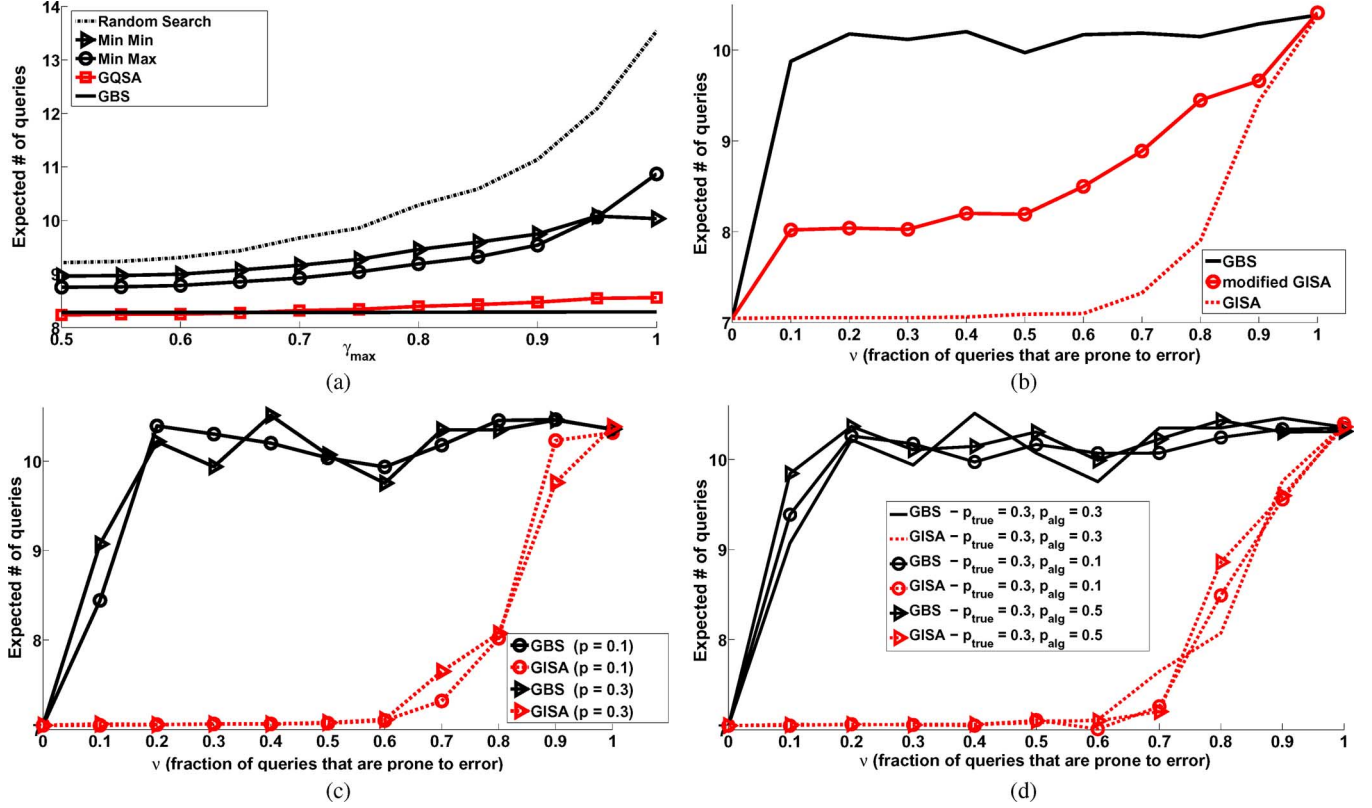 14
13
12
11
10
9
8
Expected # of queries
Random Search
Min Min
Min Max
GQSA
GBS
0.5
0.6
0.7
0.8
0.9
1
γmax
(a)
10
9
8
7
Expected # of queries
GBS
modified GISA
GISA
0
0.1
0.2
0.3
0.4
0.5
0.6
0.7
0.8
0.9
1
ν (fraction of queries that are prone to error)
(b)
10
9
8
7
Expected # of queries
GBS (p = 0.1)
GISA (p = 0.1)
GBS (p = 0.3)
GISA (p = 0.3)
0
0.1
0.2
0.3
0.4
0.5
0.6
0.7
0.8
0.9
1
ν (fraction of queries that are prone to error)
(c)
10
9
8
7
Expected # of queries
GBS − ptrue = 0.3, palg = 0.3
GISA − ptrue = 0.3, palg = 0.3
GBS − ptrue = 0.3, palg = 0.1
GISA − ptrue = 0.3, palg = 0.1
GBS − ptrue = 0.3, palg = 0.5
GISA − ptrue = 0.3, palg = 0.5
0
0.1
0.2
0.3
0.4
0.5
0.6
0.7
0.8
0.9
1
ν (fraction of queries that are prone to error)
(d)